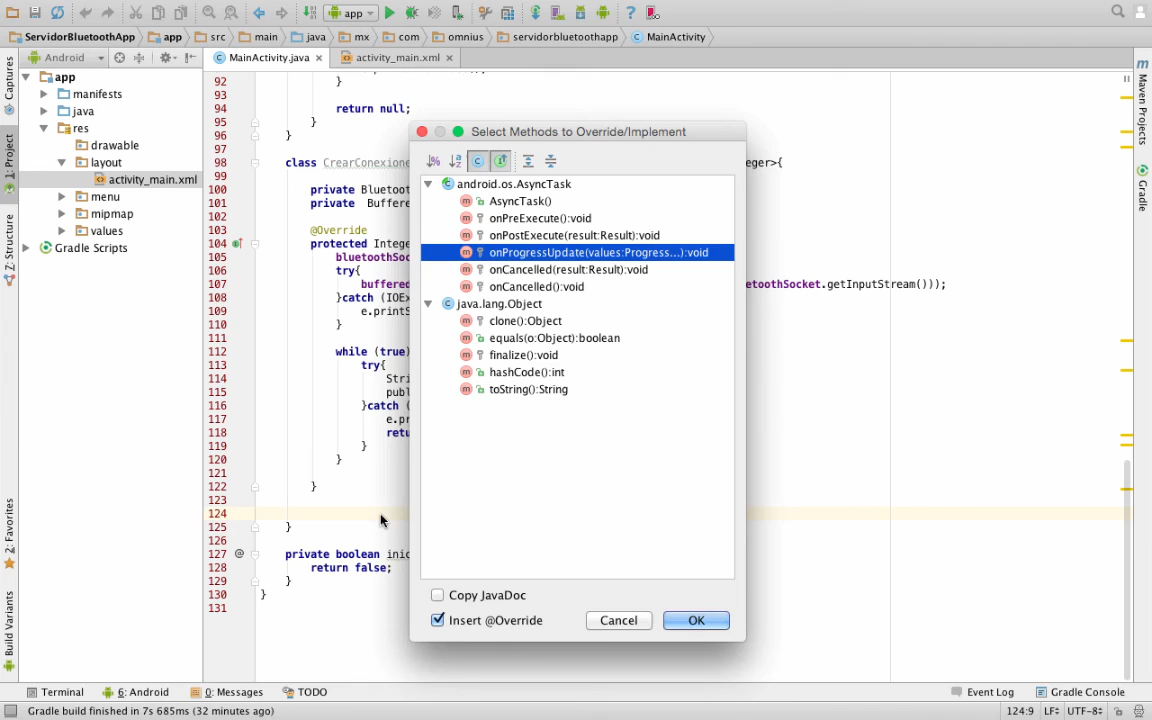 app
ServidorBluetoothApp app src main java mx com omnius servidorbluetoothapp MainActivity
Android
MainActivity.java
activity_main.xml
Captures
1: Project
Z: Structure
2: Favorites
Build Variants
app
manifests
java
res
drawable
layout
activity_main.xml
menu
mipmap
values
Gradle Scripts
92 }
93
94 return null;
95 }
96 }
97
98 class CrearConexione nteger>{
99
100 private Bluetoot
101 private Buffere
102
103 @Override
104 protected Intege
105 bluetoothSoc
106 try{
107 buffered etoothSocket.getInputStream()));
108 }catch (IOEx
109 e.printS
110 }
111
112 while (true)
113 try{
114 Stri
115 publ
116 }catch (
117 e.pr
118 retu
119 }
120 }
121
122 }
123
124
125 }
126
127 private boolean inic
128 return false;
129 }
130 }
131
Select Methods to Override/Implement
android.os.AsyncTask
AsyncTask()
onPreExecute():void
onPostExecute(result:Result):void
onProgressUpdate(values:Progress...):void
onCancelled(result:Result):void
onCancelled():void
java.lang.Object
clone():Object
equals(o:Object):boolean
finalize():void
hashCode():int
toString():String
Copy JavaDoc
Insert @Override
Cancel
OK
Maven Projects
Gradle
Terminal 6: Android 0: Messages TODO Event Log Gradle Console
Gradle build finished in 7s 685ms (32 minutes ago) 124:9 LF UTF-8